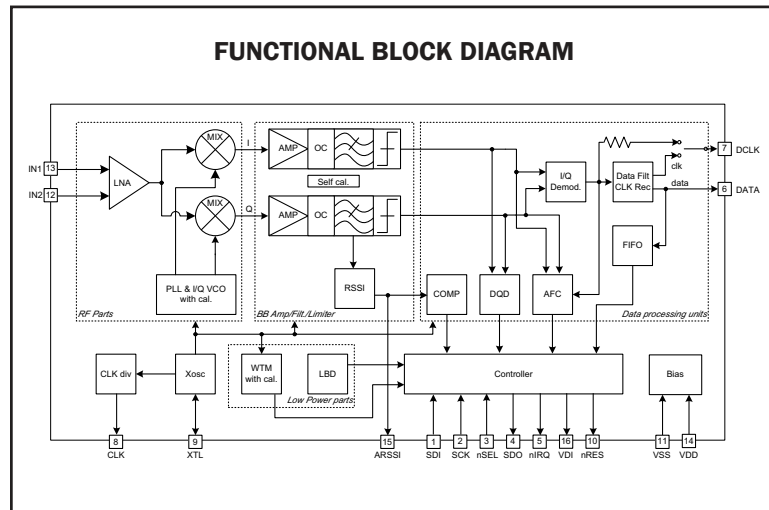 FUNCTIONAL BLOCK DIAGRAM
MIX
I
AMP
OC
Self cal.
7
DCLK
clk
IN1
13
LNA
I/Q
Demod.
Data Filt
CLK Rec
data
6
DATA
IN2
12
MIX
Q
AMP
OC
FIFO
PLL & I/Q VCO
with cal.
RSSI
COMP
DQD
AFC
RF Parts
BB Amp/Filt./Limiter
Data processing units
CLK div
Xosc
WTM
with cal.
LBD
Low Power parts
Controller
Bias
8
9
15
1
2
3
4
5
16
10
11
14
CLK
XTL
ARSSI
SDI
SCK
nSEL
SDO
nIRQ
VDI
nRES
VSS
VDD